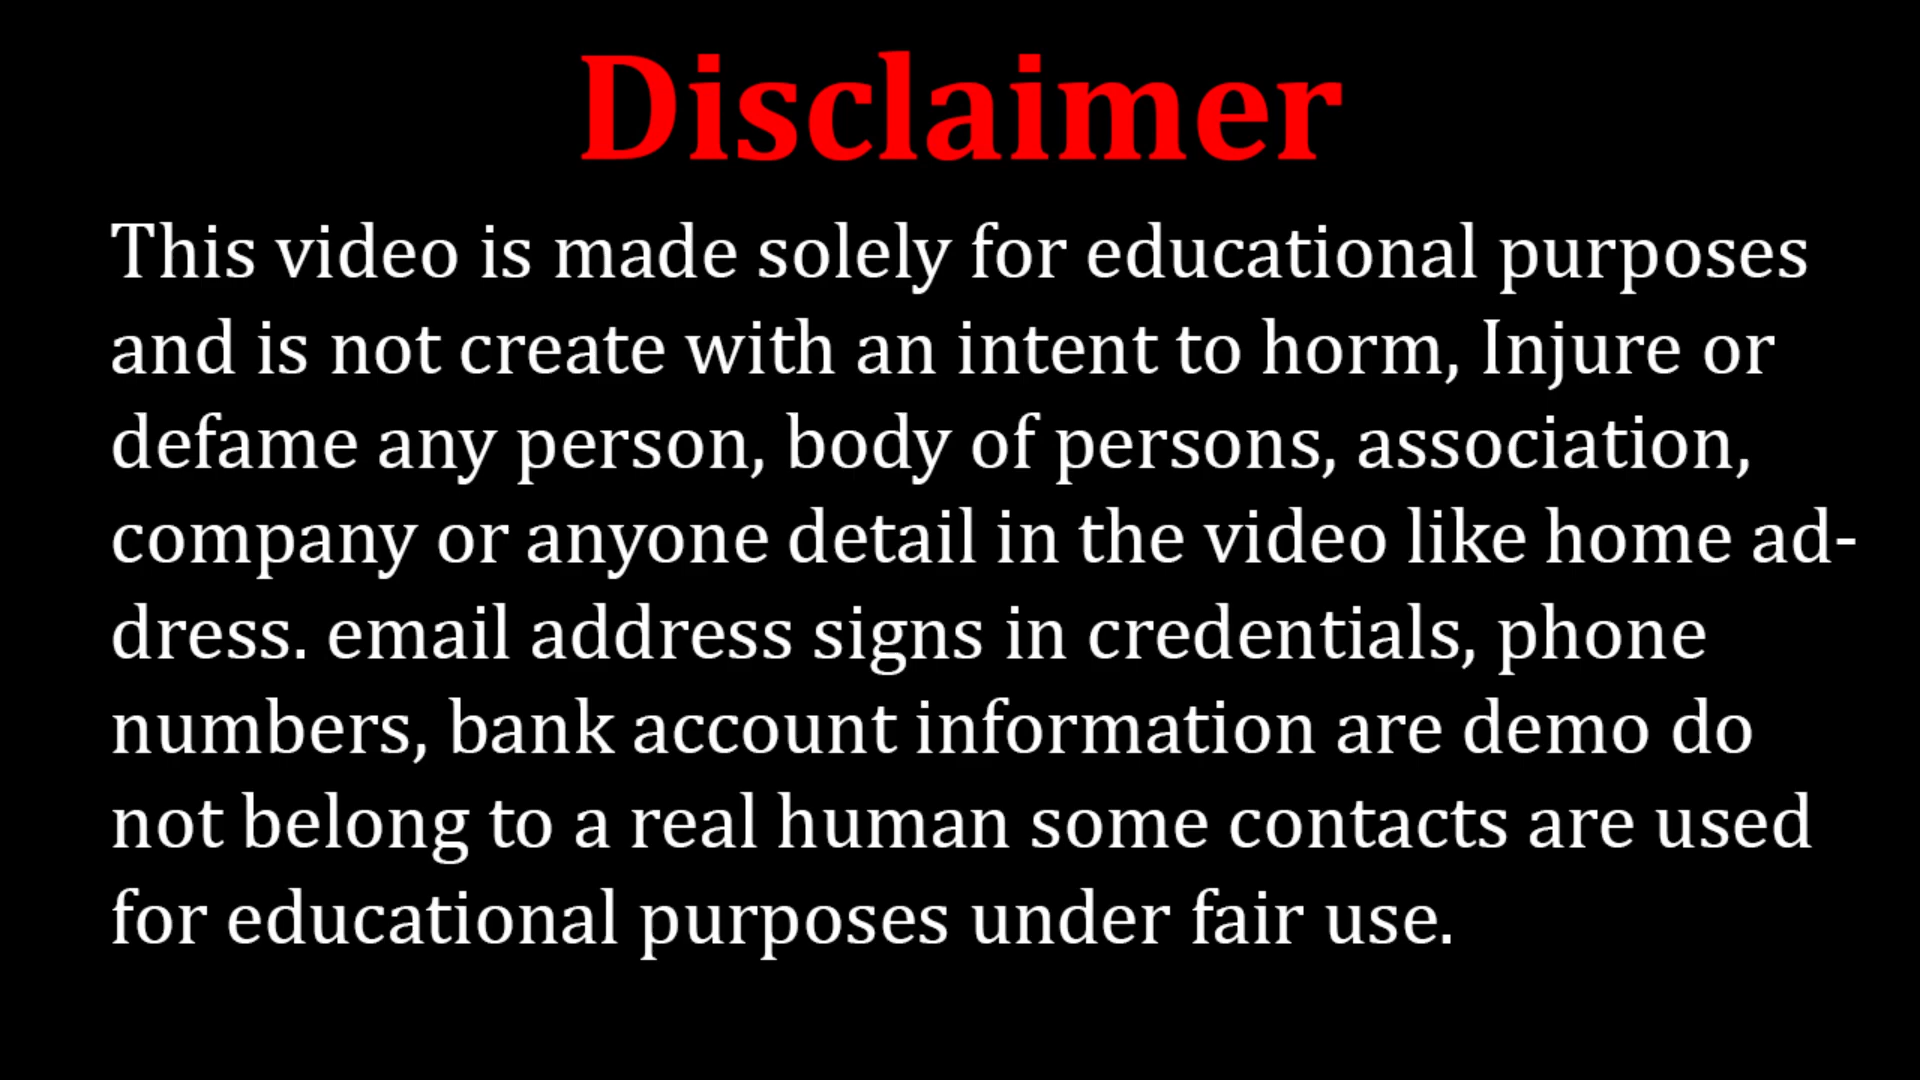 Disclaimer
This video is made solely for educational purposes
and is not create with an intent to horm, Injure or
defame any person, body of persons, association,
company or anyone detail in the video like home ad-
dress. email address signs in credentials, phone
numbers, bank account information are demo do
not belong to a real human some contacts are used
for educational purposes under fair use.